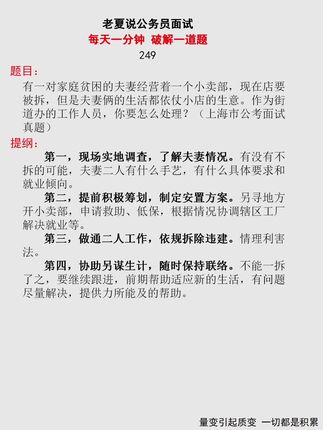 老夏说公务员面试
每天一分钟 破解一道题
249
题目：
有一对家庭贫困的夫妻经营着一个小卖部，现在店要
被拆，但是夫妻俩的生活都依仗小店的生意。作为街
道办的工作人员，你要怎么处理？（上海市公考面试
真题）
提纲：
第一，现场实地调查，了解夫妻情况。有没有不
拆的可能，夫妻二人有什么手艺，有什么具体要求和
就业倾向。
第二，提前积极筹划，制定安置方案。另寻地方
开小卖部，申请救助、低保，根据情况协调辖区工厂
解决就业等。
第三，做通二人工作，依规拆除违建。情理利害
法。
第四，协助另谋生计，随时保持联络。不能一拆
了之，要继续跟进，前期帮助适应新的生活，有问题
尽量解决，提供力所能及的帮助。
量变引起质变 一切都是积累